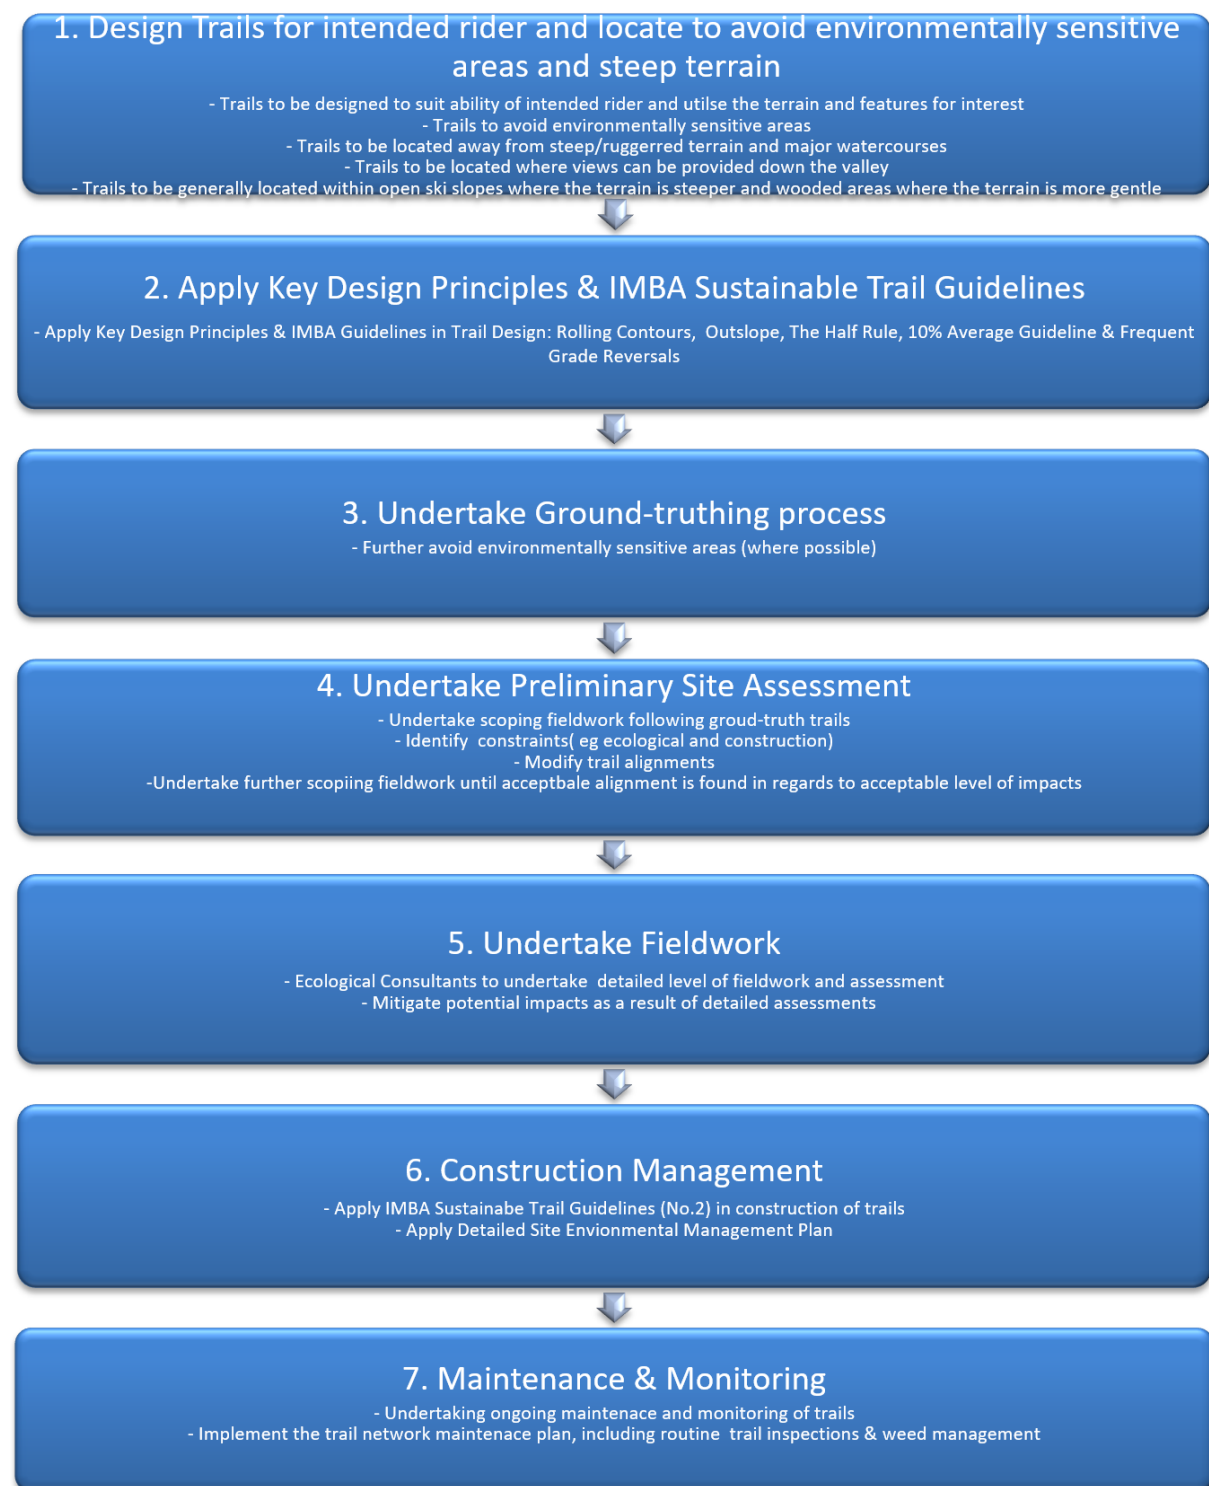 1. Design Trails for intended rider and locate to avoid environmentally sensitive
areas and steep terrain
- Trails to be designed to suit ability of intended rider and utilse the terrain and features for interest
- Trails to avoid environmentally sensitive areas
- Trails to be located away from steep/ruggerred terrain and major watercourses
- Trails to be located where views can be provided down the valley
- Trails to be generally located within open ski slopes where the terrain is steeper and wooded areas where the terrain is more gentle
2. Apply Key Design Principles & IMBA Sustainable Trail Guidelines
- Apply Key Design Principles & IMBA Guidelines in Trail Design: Rolling Contours, Outslope, The Half Rule, 10% Average Guideline & Frequent
Grade Reversals
3. Undertake Ground-truthing process
- Further avoid environmentally sensitive areas (where possible)
4. Undertake Preliminary Site Assessment
- Undertake scoping fieldwork following groud-truth trails
- Identify constraints( eg ecological and construction)
- Modify trail alignments
-Undertake further scopiing fieldwork until acceptbale alignment is found in regards to acceptable level of impacts
5. Undertake Fieldwork
- Ecological Consultants to undertake detailed level of fieldwork and assessment
- Mitigate potential impacts as a result of detailed assessments
6. Construction Management
- Apply IMBA Sustainabe Trail Guidelines (No.2) in construction of trails
- Apply Detailed Site Envionmental Management Plan
7. Maintenance & Monitoring
- Undertaking ongoing maintenace and monitoring of trails
- Implement the trail network maintenace plan, including routine trail inspections & weed management